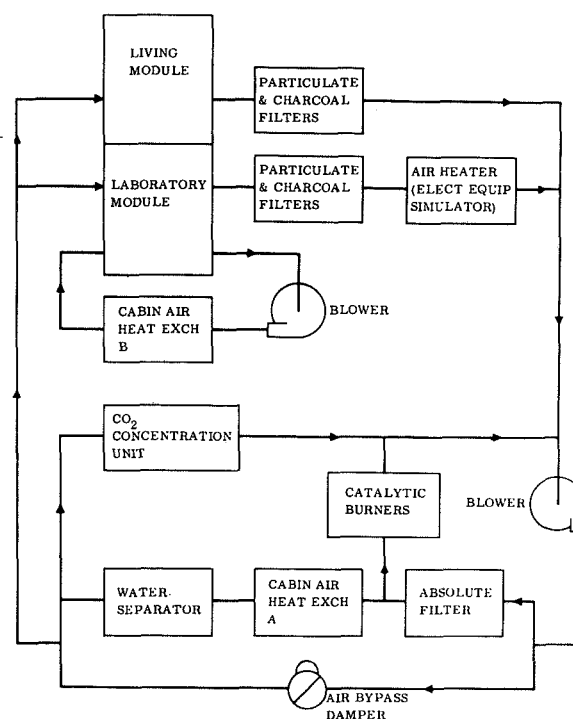 LIVING
MODULE
PARTICULATE
& CHARCOAL
FILTERS
LABORATORY
MODULE
PARTICULATE
& CHARCOAL
FILTERS
AIR HEATER
(ELECT EQUIP
SIMULATOR)
CABIN AIR
HEAT EXCH
B
BLOWER
CO2
CONCENTRATION
UNIT
CATALYTIC
BURNERS
BLOWER
WATER
SEPARATOR
CABIN AIR
HEAT EXCH
A
ABSOLUTE
FILTER
AIR BYPASS
DAMPER